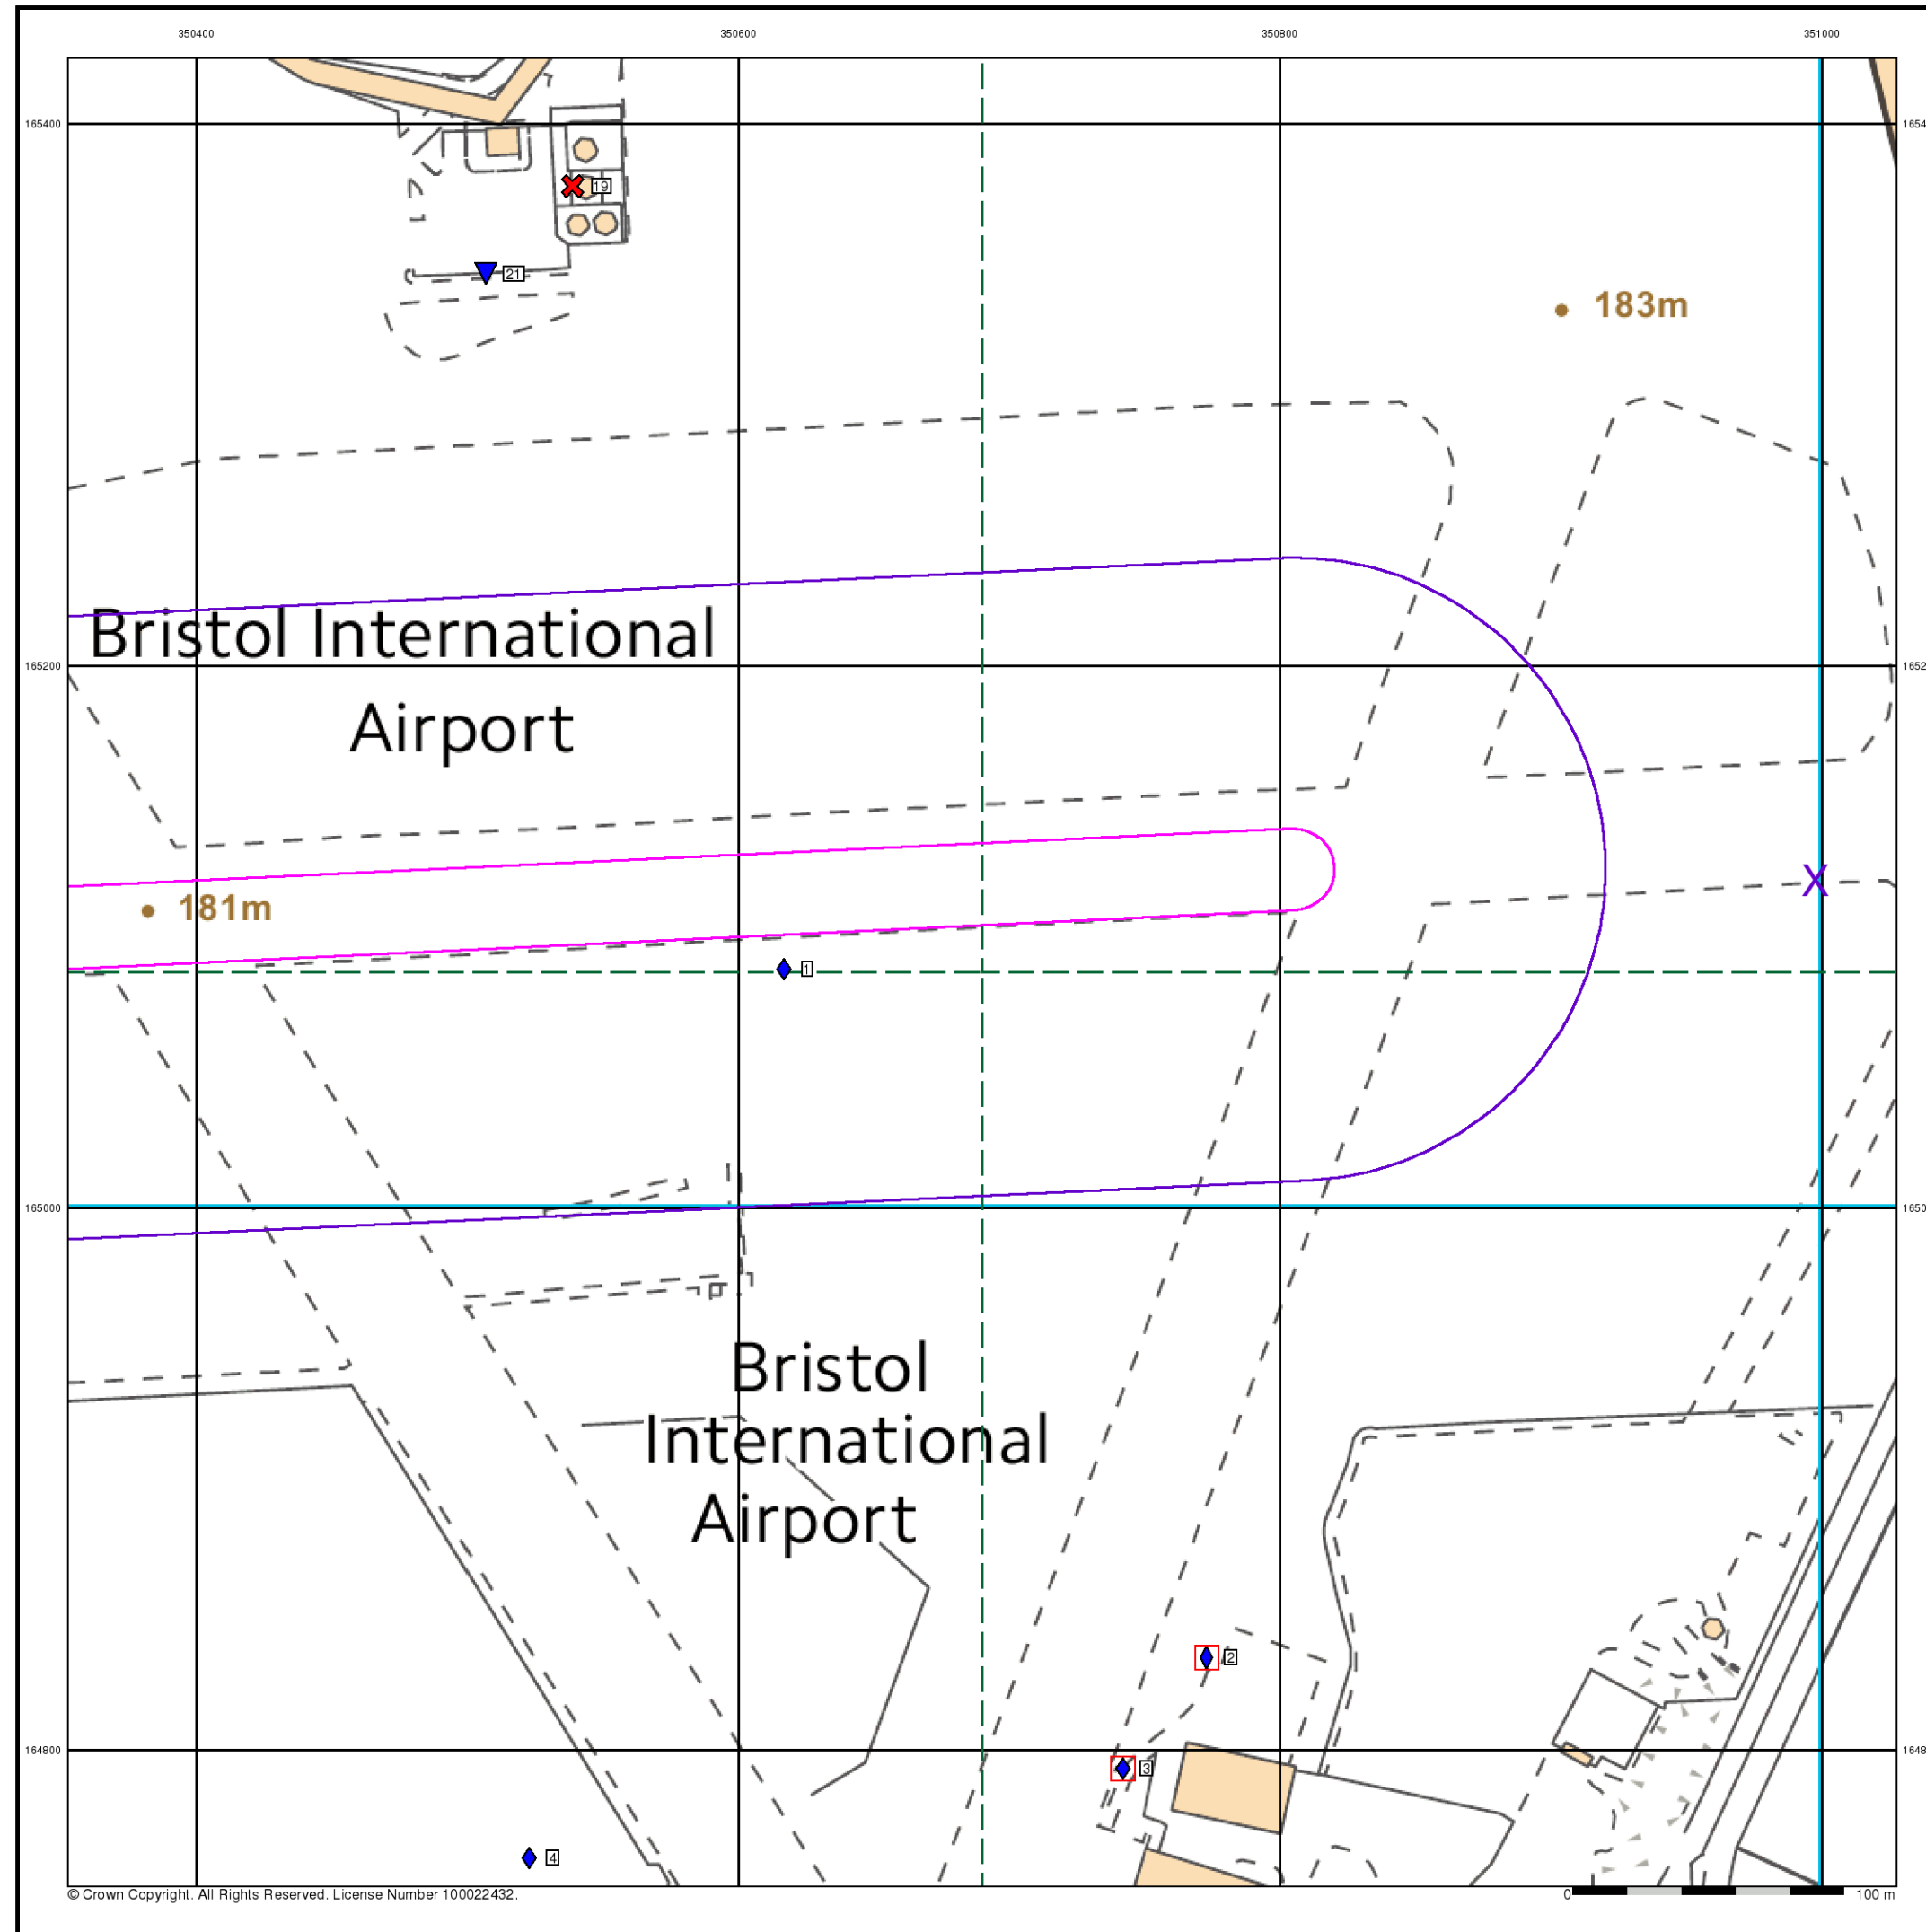 350400 350600 350800 351000
165400 1654
19
21
183m
Bristol International
165200 1652
Airport
181m
1
165000 1650
Bristol
International
Airport
2
164800 1648
3
4
X
© Crown Copyright. All Rights Reserved. License Number 100022432.
0 100 m